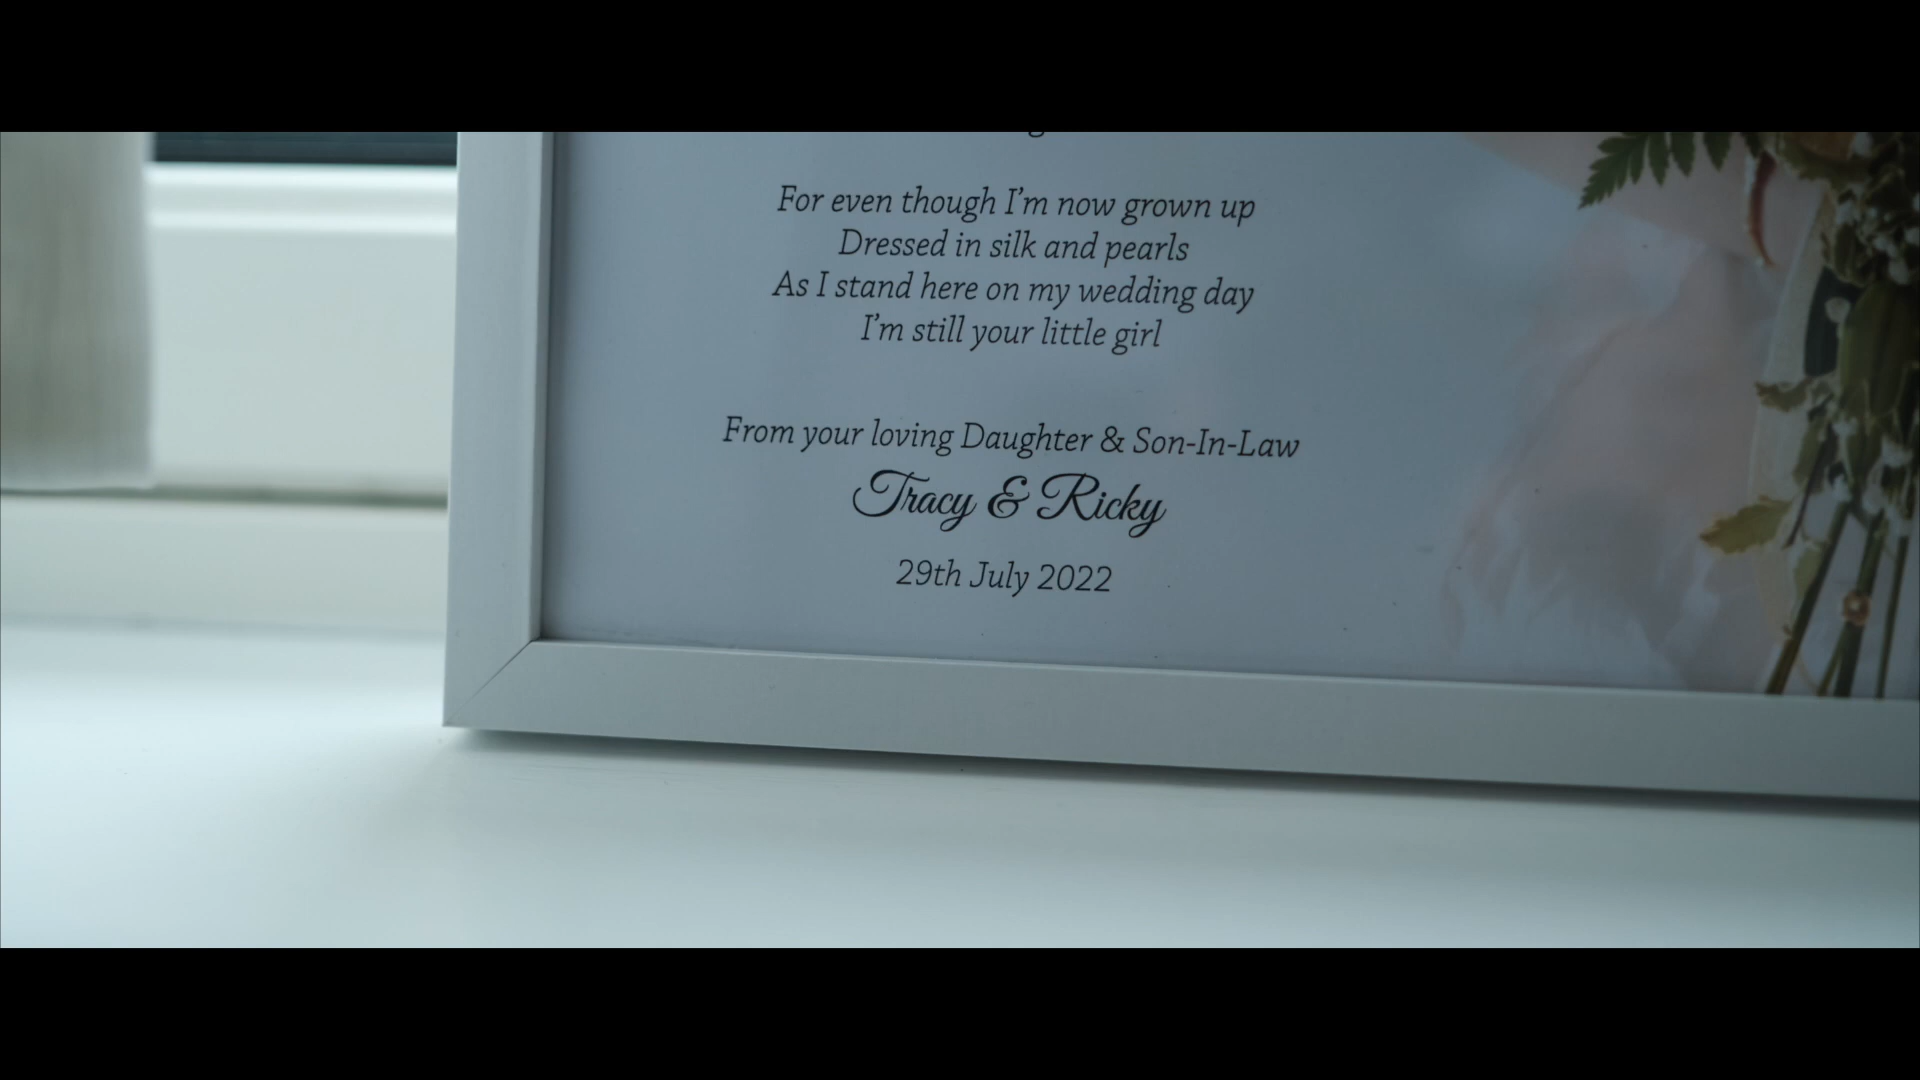 For even though I'm now grown up
Dressed in silk and pearls
As I stand here on my wedding day
I'm still your little girl
From your loving Daughter & Son-In-Law
Tracy & Ricky
29th July 2022